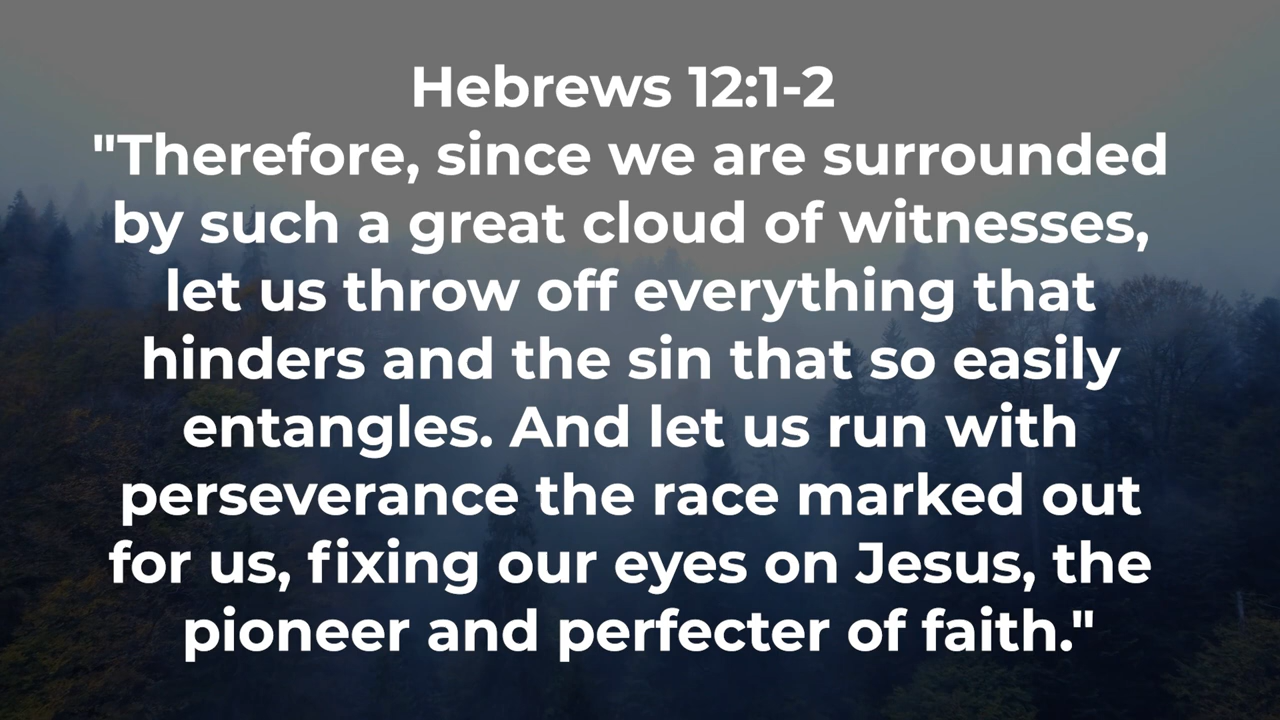 Hebrews 12:1-2
"Therefore, since we are surrounded
by such a great cloud of witnesses,
let us throw off everything that
hinders and the sin that so easily
entangles. And let us run with
perseverance the race marked out
for us, fixing our eyes on Jesus, the
pioneer and perfecter of faith."